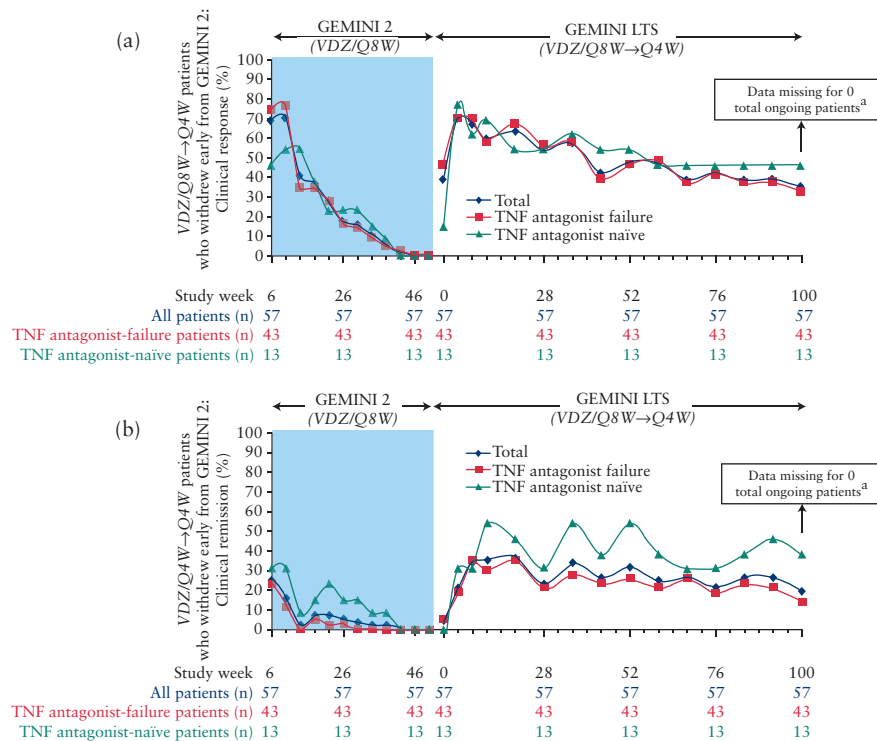 (a)
GEMINI 2
(VDZ/Q8W)
GEMINI LTS
(VDZ/Q8W→Q4W)
VDZ/Q8W→Q4W patients
who withdrew early from GEMINI 2:
Clinical response (%)
100
90
80
70
60
50
40
30
20
10
0
Data missing for 0
total ongoing patientsa
Total
TNF antagonist failure
TNF antagonist naïve
Study week 6 26 46 0 28 52 76 100
All patients (n) 57 57 57 57 57 57 57 57
TNF antagonist-failure patients (n) 43 43 43 43 43 43 43 43
TNF antagonist-naïve patients (n) 13 13 13 13 13 13 13 13
(b)
GEMINI 2
(VDZ/Q8W)
GEMINI LTS
(VDZ/Q8W→Q4W)
VDZ/Q4W→Q4W patients
who withdrew early from GEMINI 2:
Clinical remission (%)
100
90
80
70
60
50
40
30
20
10
0
Total
TNF antagonist failure
TNF antagonist naïve
Data missing for 0
total ongoing patientsa
Study week 6 26 46 0 28 52 76 100
All patients (n) 57 57 57 57 57 57 57 57
TNF antagonist-failure patients (n) 43 43 43 43 43 43 43 43
TNF antagonist-naïve patients (n) 13 13 13 13 13 13 13 13